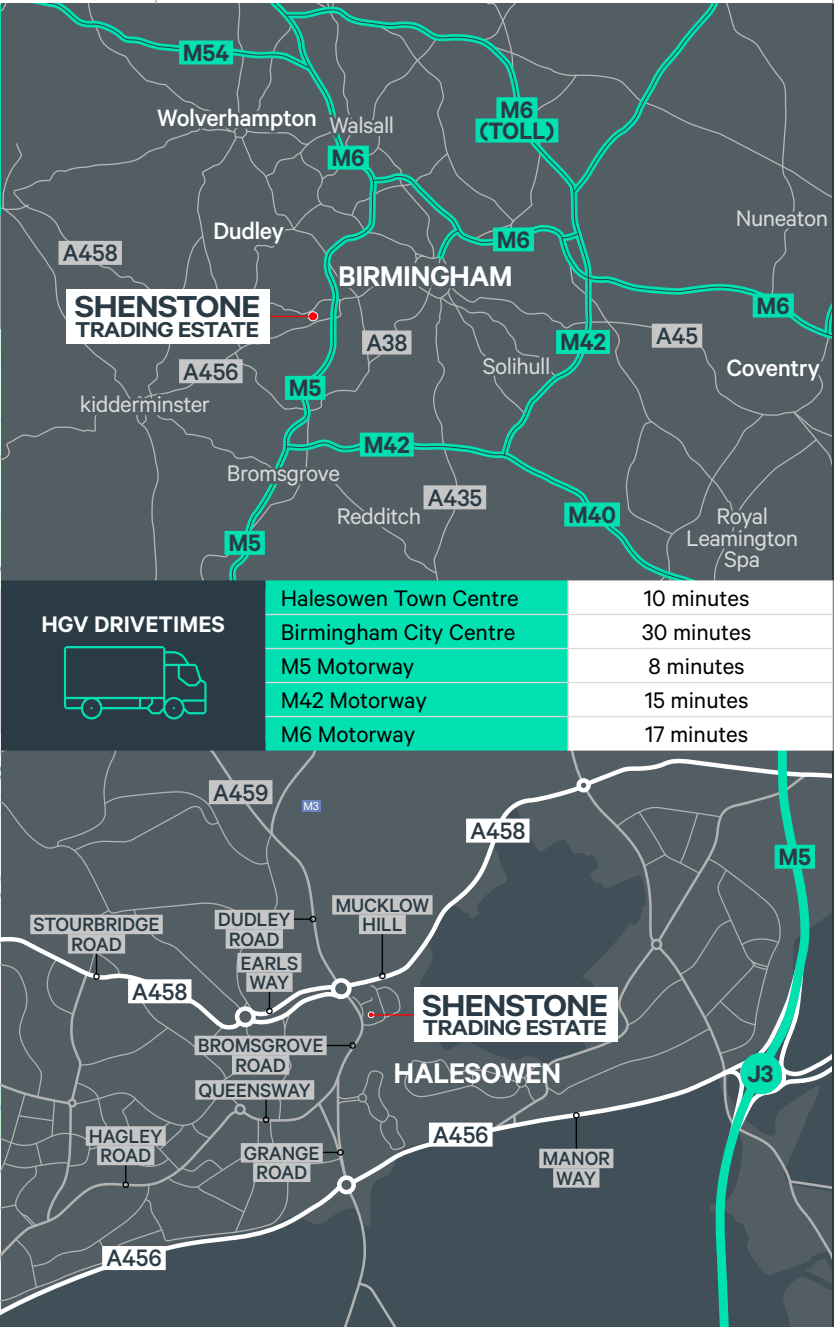 M54
Wolverhampton
Walsall
M6
(TOLL)
M6
Nuneaton
Dudley
M6
A458
BIRMINGHAM
SHENSTONE
TRADING ESTATE
M6
A38
M42
A45
Solihull
Coventry
A456
M5
kidderminster
M42
Bromsgrove
A435
Redditch
M40
Royal
Leamington
Spa
M5
HGV DRIVETIMES
Halesowen Town Centre 10 minutes
Birmingham City Centre 30 minutes
M5 Motorway 8 minutes
M42 Motorway 15 minutes
M6 Motorway 17 minutes
A459
M3
A458
M5
MUCKLOW
HILL
DUDLEY
ROAD
STOURBRIDGE
ROAD
EARLS
WAY
A458
SHENSTONE
TRADING ESTATE
BROMSGROVE
ROAD
HALESOWEN
J3
QUEENSWAY
HAGLEY
ROAD
A456
GRANGE
ROAD
MANOR
WAY
A456